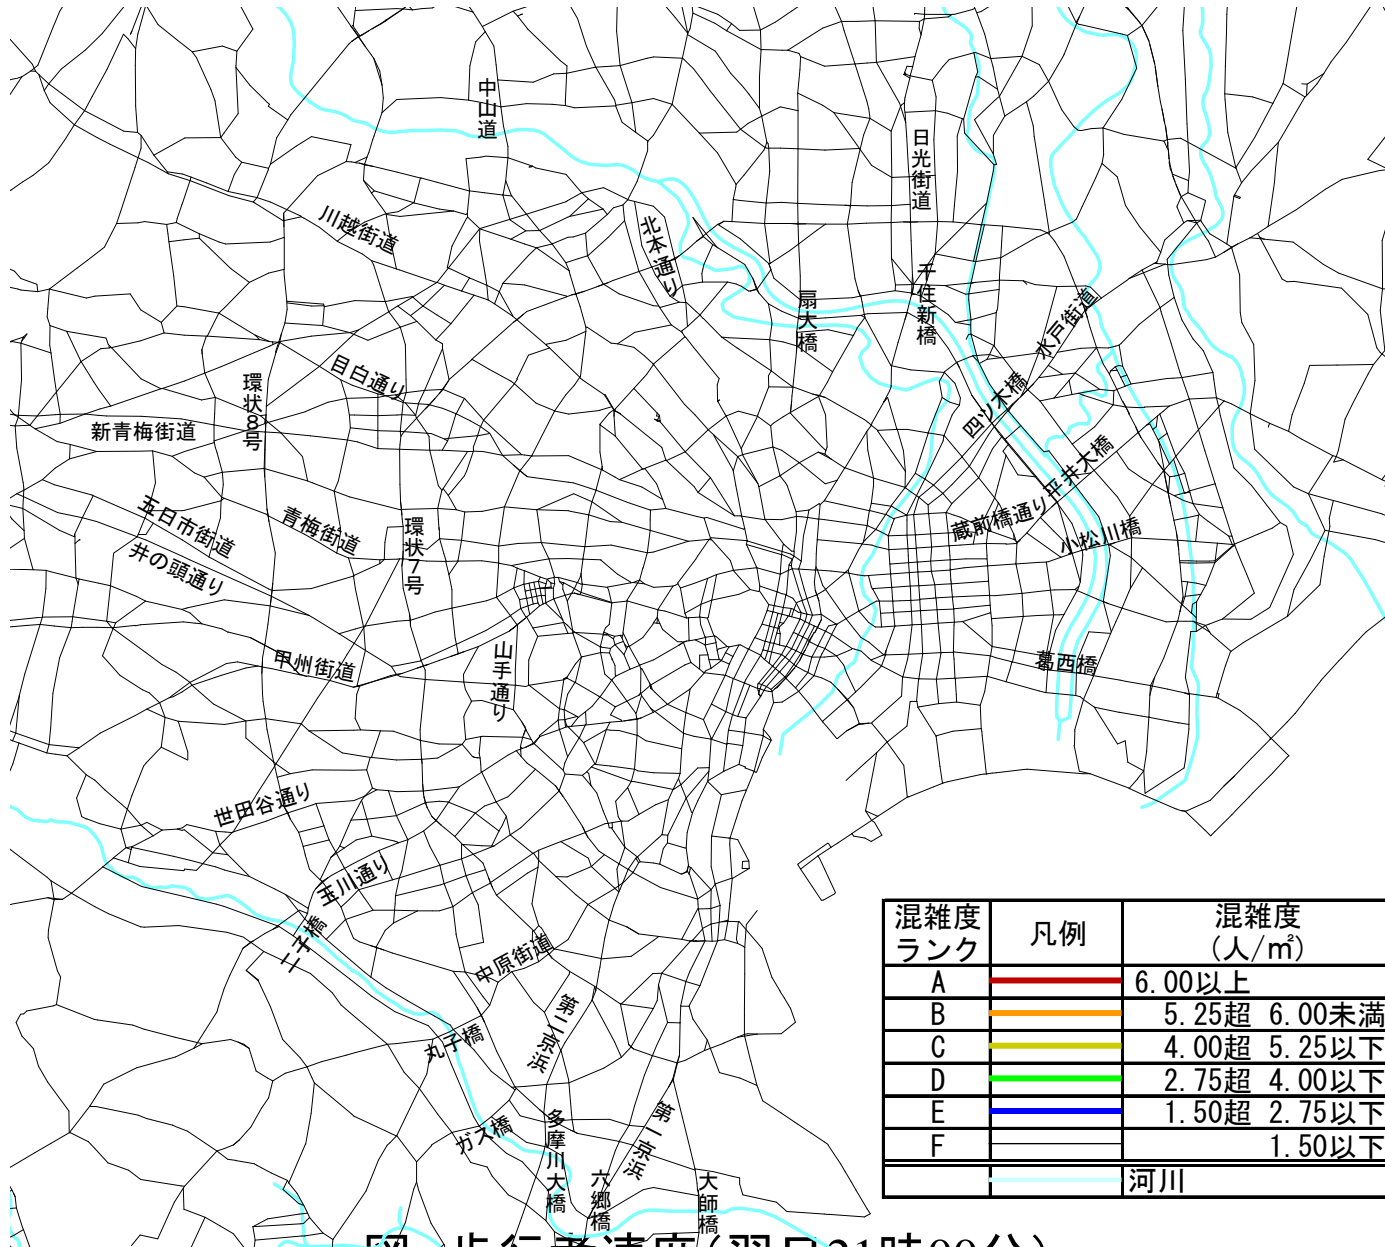 中山道
日光街道
川越街道
北本通り
千住新橋
扇大橋
水戸街道
目白通り
環状8号
四ツ木橋
新青梅街道
平井大橋
五日市街道
青梅街道
環状7号
蔵前橋通り
小松川橋
井の頭通り
甲州街道
山手通り
葛西橋
世田谷通り
玉川通り
二子橋
中原街道
第二京浜
丸子橋
ガス橋
多摩川大橋
第一京浜
六郷橋
大師橋
混雑度ランク 凡例 混雑度(人/㎡)
A 6.00以上
B 5.25超 6.00未満
C 4.00超 5.25以下
D 2.75超 4.00以下
E 1.50超 2.75以下
F 1.50以下
河川